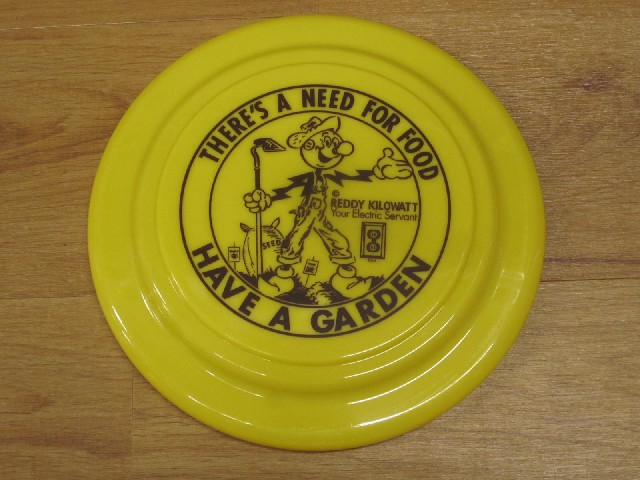 THERE'S A NEED FOR FOOD
©
REDDY KILOWATT
Your Electric Servant
SEED
HAVE A GARDEN